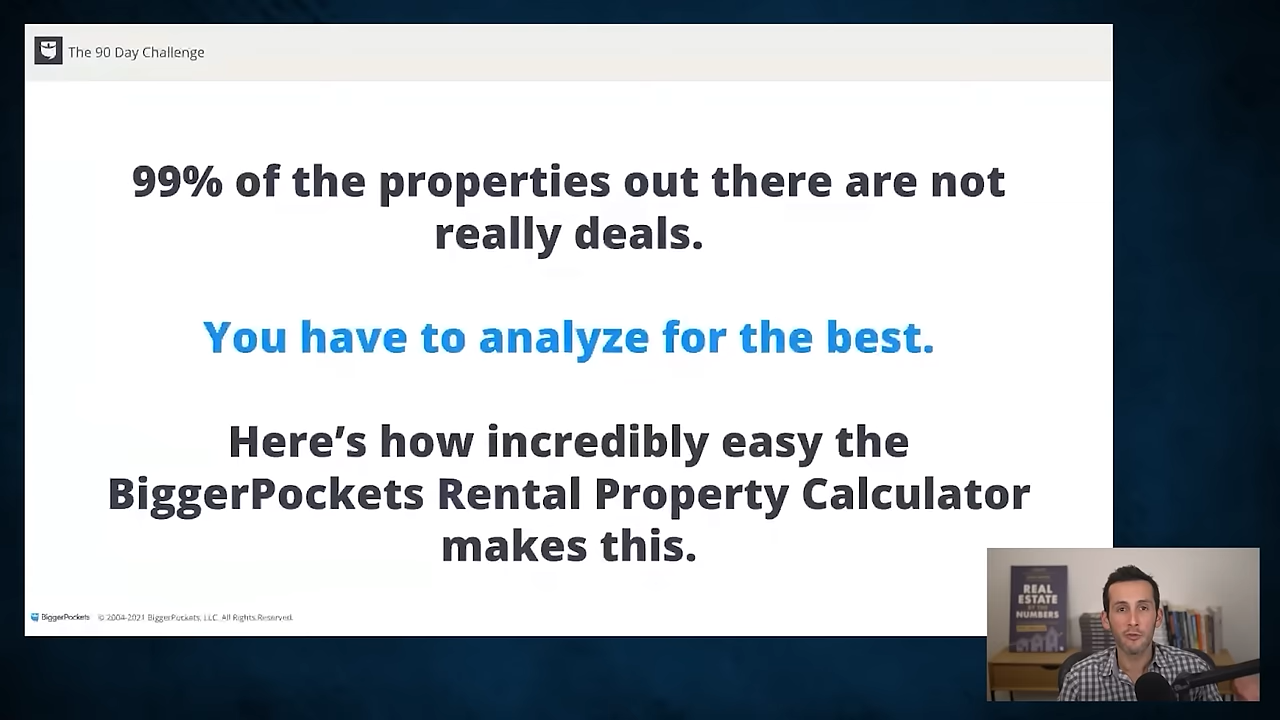 The 90 Day Challenge
99% of the properties out there are not
really deals.
You have to analyze for the best.
Here’s how incredibly easy the
BiggerPockets Rental Property Calculator
makes this.
BiggerPockets © 2004-2021 BiggerPockets, LLC. All Rights Reserved.
REAL
ESTATE
BY THE
NUMBERS